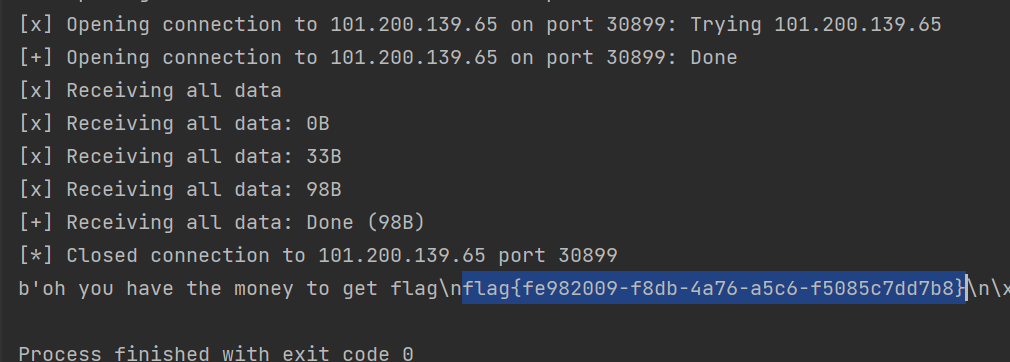 [x] Opening connection to 101.200.139.65 on port 30899: Trying 101.200.139.65
[+] Opening connection to 101.200.139.65 on port 30899: Done
[x] Receiving all data
[x] Receiving all data: 0B
[x] Receiving all data: 33B
[x] Receiving all data: 98B
[+] Receiving all data: Done (98B)
[*] Closed connection to 101.200.139.65 port 30899
b'oh you have the money to get flag\nflag{fe982009-f8db-4a76-a5c6-f5085c7dd7b8}\n\x
Process finished with exit code 0